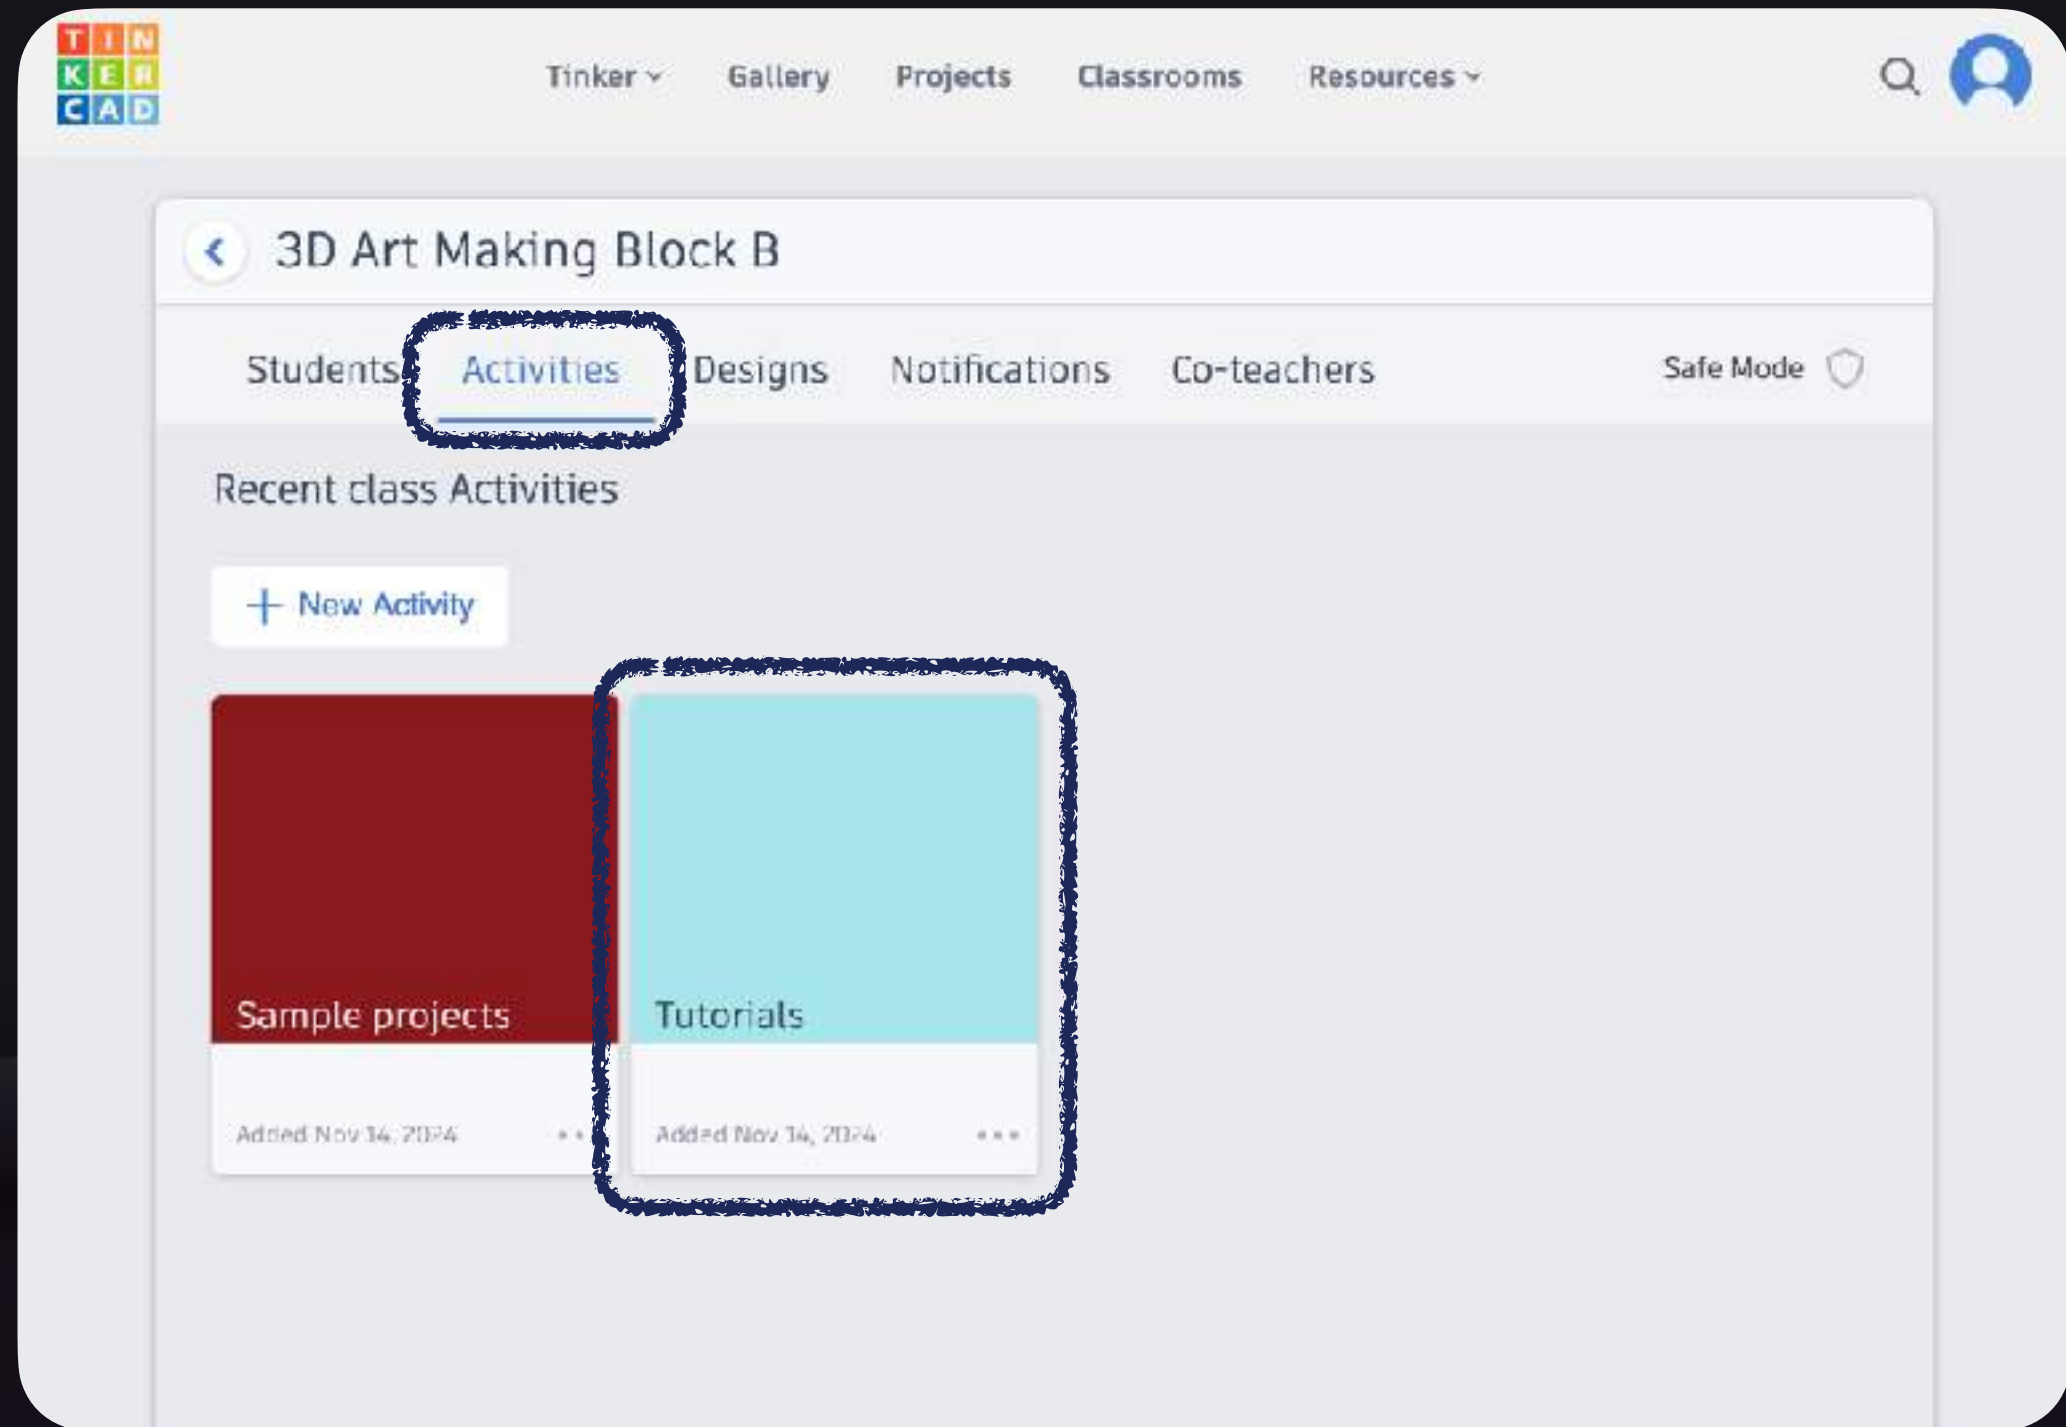 TIN
KER
CAD
Tinker Gallery Projects Classrooms Resources
3D Art Making Block B
Students Activities Designs Notifications Co-teachers Safe Mode
Recent class Activities
+ New Activity
Sample projects
Tutorials
Added Nov 14, 2024
Added Nov 14, 2024